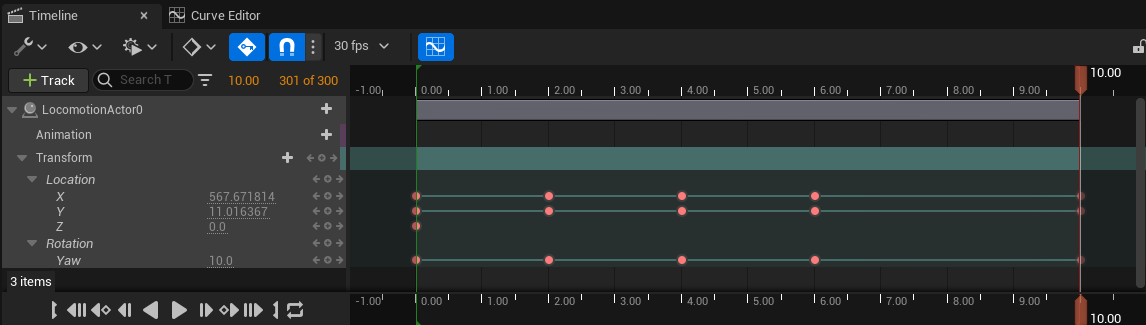 Timeline × Curve Editor
30 fps
+ Track Search T 10.00 301 of 300
-1.00 0.00 1.00 2.00 3.00 4.00 5.00 6.00 7.00 8.00 9.00 10.00
LocomotionActor0
Animation
Transform
Location
X 567.671814
Y 11.016367
Z 0.0
Rotation
Yaw 10.0
3 items
-1.00 0.00 1.00 2.00 3.00 4.00 5.00 6.00 7.00 8.00 9.00 10.00